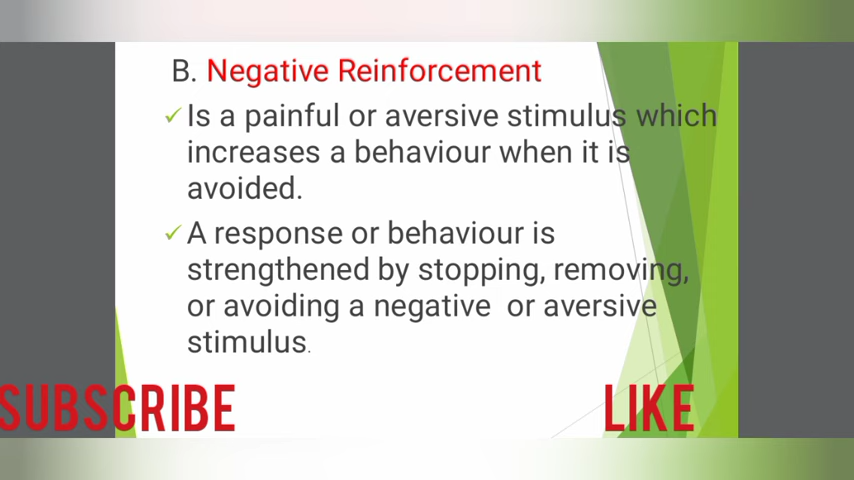 B. Negative Reinforcement
✓ Is a painful or aversive stimulus which
increases a behaviour when it is
avoided.
✓ A response or behaviour is
strengthened by stopping, removing,
or avoiding a negative or aversive
stimulus.
SUBSCRIBE
LIKE